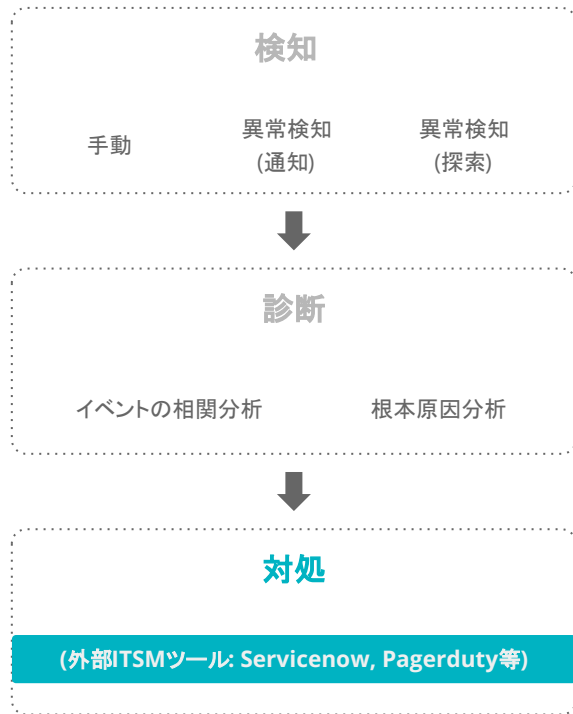 検知
手動
異常検知
(通知)
異常検知
(探索)
診断
イベントの相関分析
根本原因分析
対処
(外部ITSMツール: Servicenow, Pagerduty等)